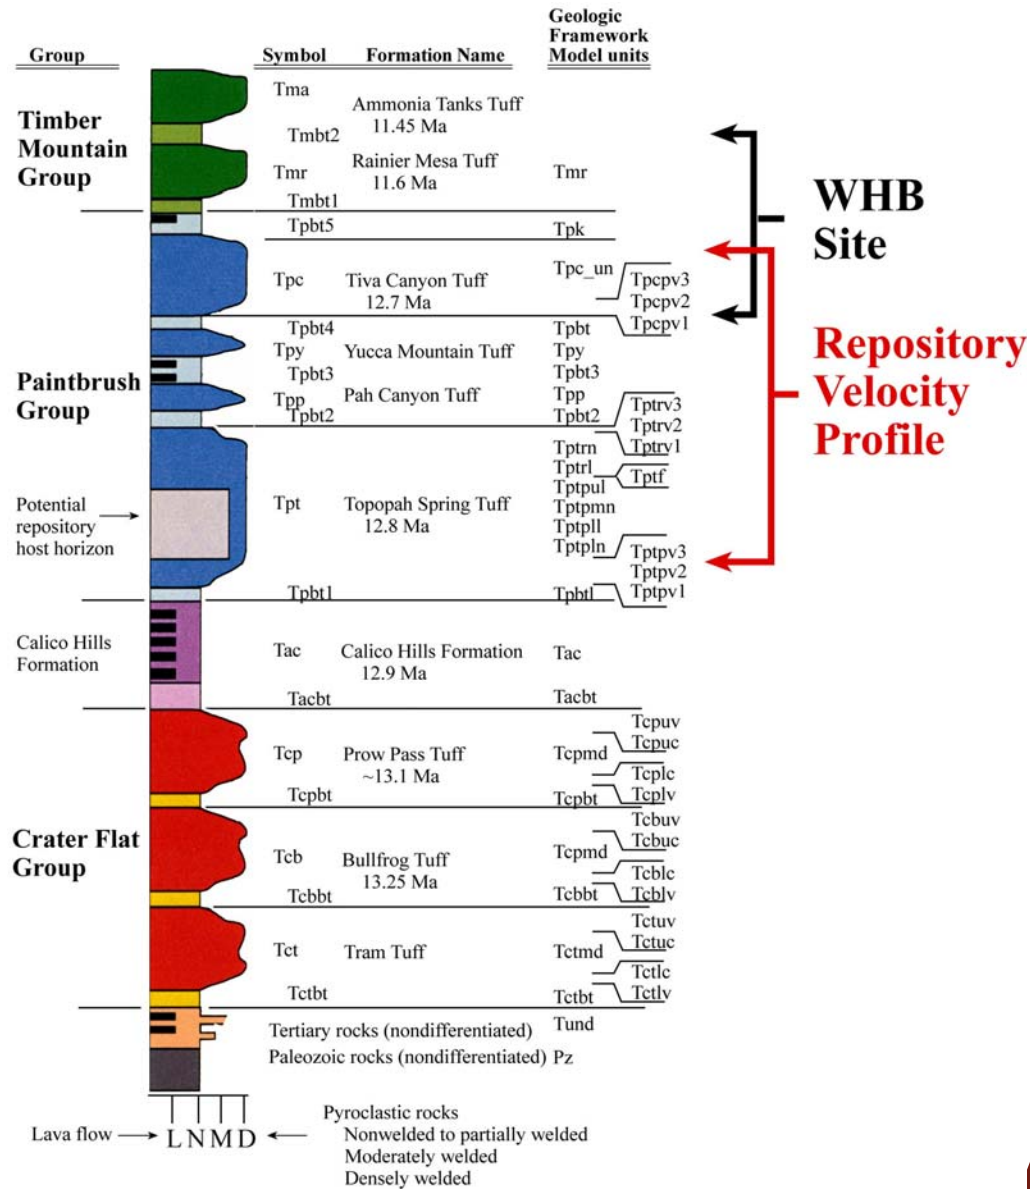 Group Symbol Formation Name Geologic
Framework
Model units
Timber
Mountain
Group
Tma
Ammonia Tanks Tuff
11.45 Ma
Tmbt2
Tmr Rainier Mesa Tuff Tmr
11.6 Ma
Tmbt1
Tpbt5 Tpk
WHB
Site
Paintbrush
Group
Tpc Tiva Canyon Tuff Tpc_un
12.7 Ma
Tpcpv3
Tpcpv2
Tpcpv1
Tpbt4 Tpbt
Tpy Yucca Mountain Tuff Tpy
Tpbt3 Tpbt3
Tpp Pah Canyon Tuff Tpp
Tpbt2 Tpbt2
Tptrv3
Tptrv2
Tptrv1
Repository
Velocity
Profile
Potential
repository
host horizon
Tpt Topopah Spring Tuff
12.8 Ma
Tptrn
Tptrl Tptf
Tptpul
Tptpmn
Tptpll
Tptpln
Tptpv3
Tptpv2
Tptpv1
Tpbt1 Tpbtl
Calico Hills
Formation
Tac Calico Hills Formation Tac
12.9 Ma
Tacbt Tacbt
Crater Flat
Group
Tcpuv
Tcpuc
Tcp Prow Pass Tuff Tcpmd
~13.1 Ma
Tcplc
Tcplv
Tcpbt Tcpbt
Tcbuv
Tcbuc
Tcb Bullfrog Tuff Tcpmd
13.25 Ma
Tcblc
Tcblv
Tcbbt Tcbbt
Tctuv
Tctuc
Tct Tram Tuff Tctmd
Tctlc
Tctlv
Tctbt Tctbt
Tertiary rocks (nondifferentiated) Tund
Paleozoic rocks (nondifferentiated) Pz
Lava flow L N M D
Pyroclastic rocks
Nonwelded to partially welded
Moderately welded
Densely welded